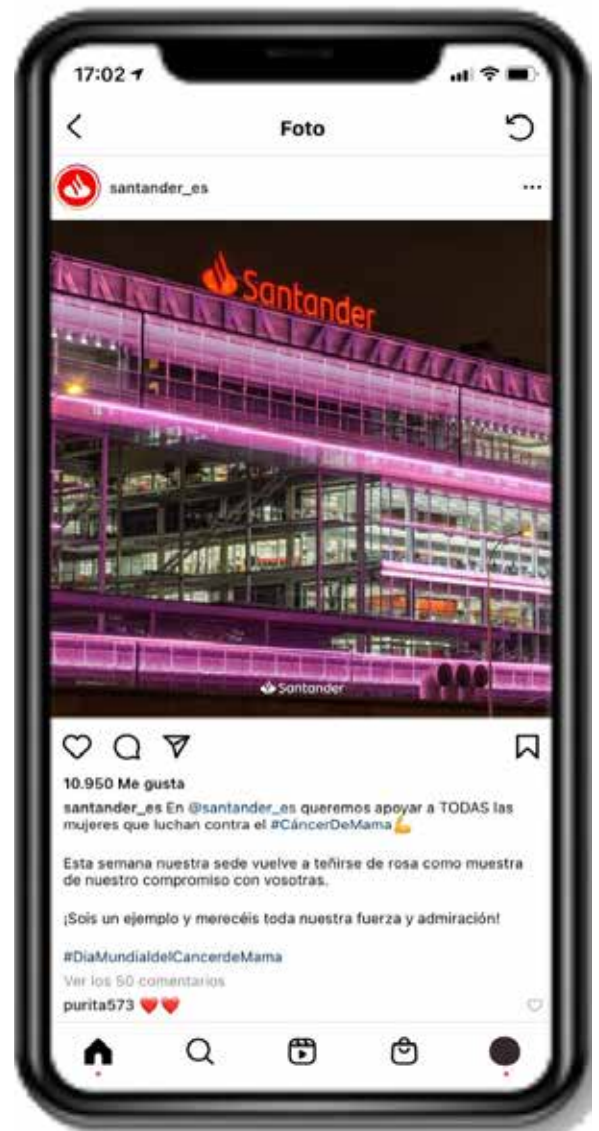 17:02
Foto
santander_es
Santander
Santander
10.950 Me gusta
santander_es En @santander_es queremos apoyar a TODAS las
mujeres que luchan contra el #CáncerDeMama
Esta semana nuestra sede vuelve a teñirse de rosa como muestra
de nuestro compromiso con vosotras.
¡Sois un ejemplo y merecéis toda nuestra fuerza y admiración!
#DiaMundialdelCancerdeMama
Ver los 50 comentarios
purita573